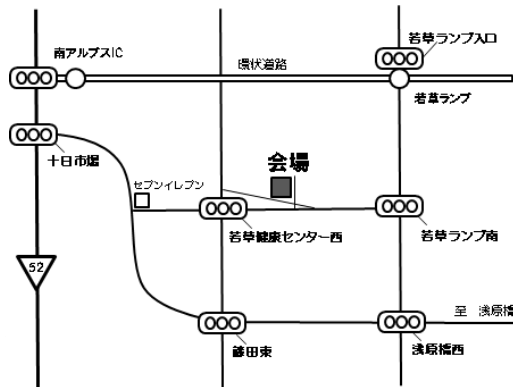 若草ランプ入口
南アルプスIC
環状道路
若草ランプ
十日市場
会場
セブンイレブン
若草健康センター西
若草ランプ南
52
至 浅原橋
藤田東
浅原橋西